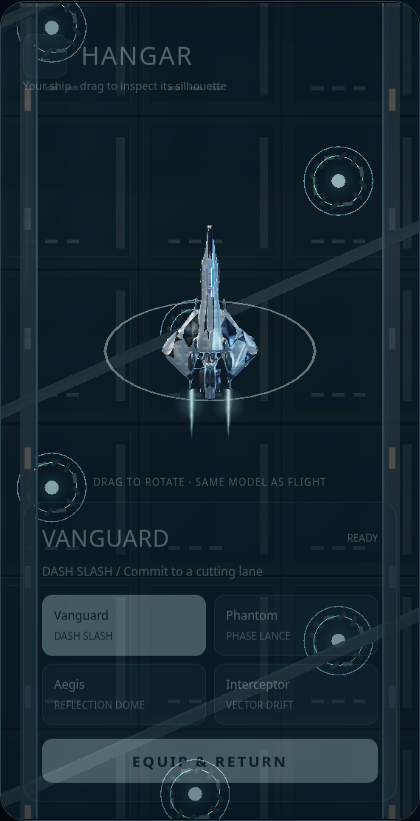 HANGAR
Your ship · drag to inspect its silhouette
DRAG TO ROTATE · SAME MODEL AS FLIGHT
VANGUARD
READY
DASH SLASH / Commit to a cutting lane
Vanguard
DASH SLASH
Phantom
PHASE LANCE
Aegis
REFLECTION DOME
Interceptor
VECTOR DRIFT
EQUIP & RETURN